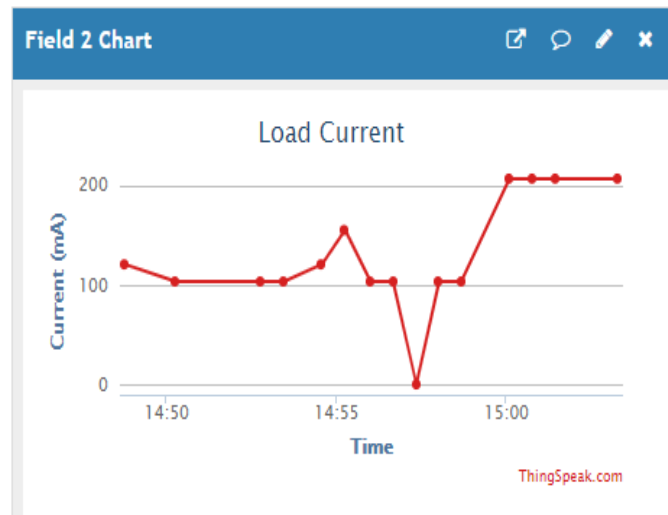 Field 2 Chart
Load Current
Current (mA)
200
100
0
14:50 14:55 15:00
Time
ThingSpeak.com